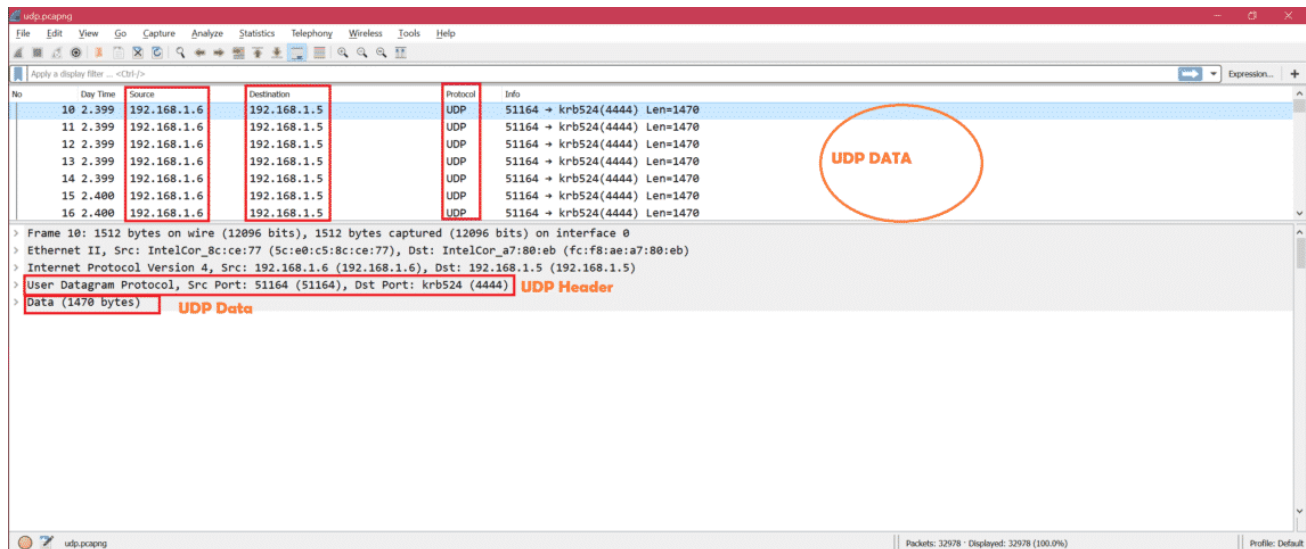 udp.pcapng
File Edit View Go Capture Analyze Statistics Telephony Wireless Tools Help
Apply a display filter ... <Ctrl-/> Expression... +
No Day Time Source Destination Protocol Info
10 2.399 192.168.1.6 192.168.1.5 UDP 51164 → krb524(4444) Len=1470
11 2.399 192.168.1.6 192.168.1.5 UDP 51164 → krb524(4444) Len=1470
12 2.399 192.168.1.6 192.168.1.5 UDP 51164 → krb524(4444) Len=1470
13 2.399 192.168.1.6 192.168.1.5 UDP 51164 → krb524(4444) Len=1470
UDP DATA
14 2.399 192.168.1.6 192.168.1.5 UDP 51164 → krb524(4444) Len=1470
15 2.400 192.168.1.6 192.168.1.5 UDP 51164 → krb524(4444) Len=1470
16 2.400 192.168.1.6 192.168.1.5 UDP 51164 → krb524(4444) Len=1470
> Frame 10: 1512 bytes on wire (12096 bits), 1512 bytes captured (12096 bits) on interface 0
> Ethernet II, Src: IntelCor_8c:ce:77 (5c:e0:c5:8c:ce:77), Dst: IntelCor_a7:80:eb (fc:f8:ae:a7:80:eb)
> Internet Protocol Version 4, Src: 192.168.1.6 (192.168.1.6), Dst: 192.168.1.5 (192.168.1.5)
> User Datagram Protocol, Src Port: 51164 (51164), Dst Port: krb524 (4444) UDP Header
> Data (1470 bytes) UDP Data
udp.pcapng Packets: 32978 · Displayed: 32978 (100.0%) Profile: Default